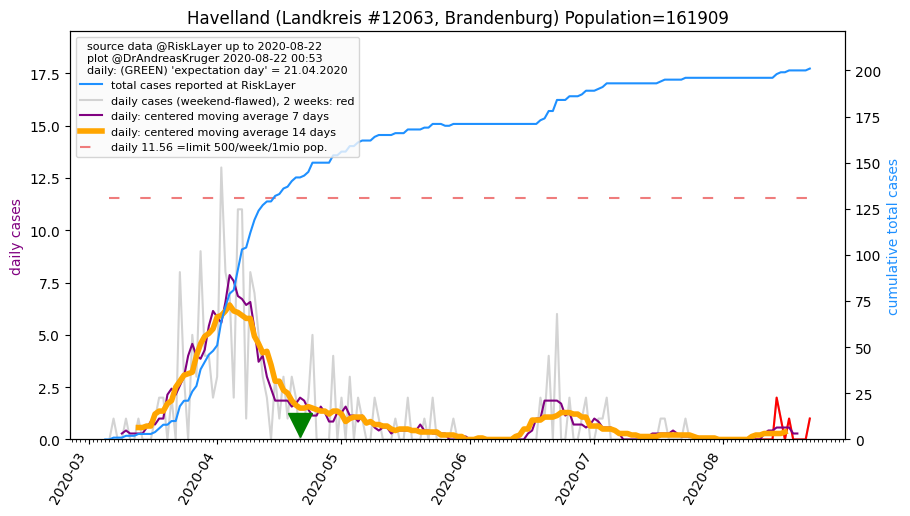 Havelland (Landkreis #12063, Brandenburg) Population=161909
source data @RiskLayer up to 2020-08-22
plot @DrAndreasKruger 2020-08-22 00:53
daily: (GREEN) 'expectation day' = 21.04.2020
total cases reported at RiskLayer
daily cases (weekend-flawed), 2 weeks: red
daily: centered moving average 7 days
daily: centered moving average 14 days
daily 11.56 =limit 500/week/1mio pop.
daily cases
17.5
15.0
12.5
10.0
7.5
5.0
2.5
0.0
200
175
150
125
100
75
50
25
0
cumulative total cases
2020-03
2020-04
2020-05
2020-06
2020-07
2020-08